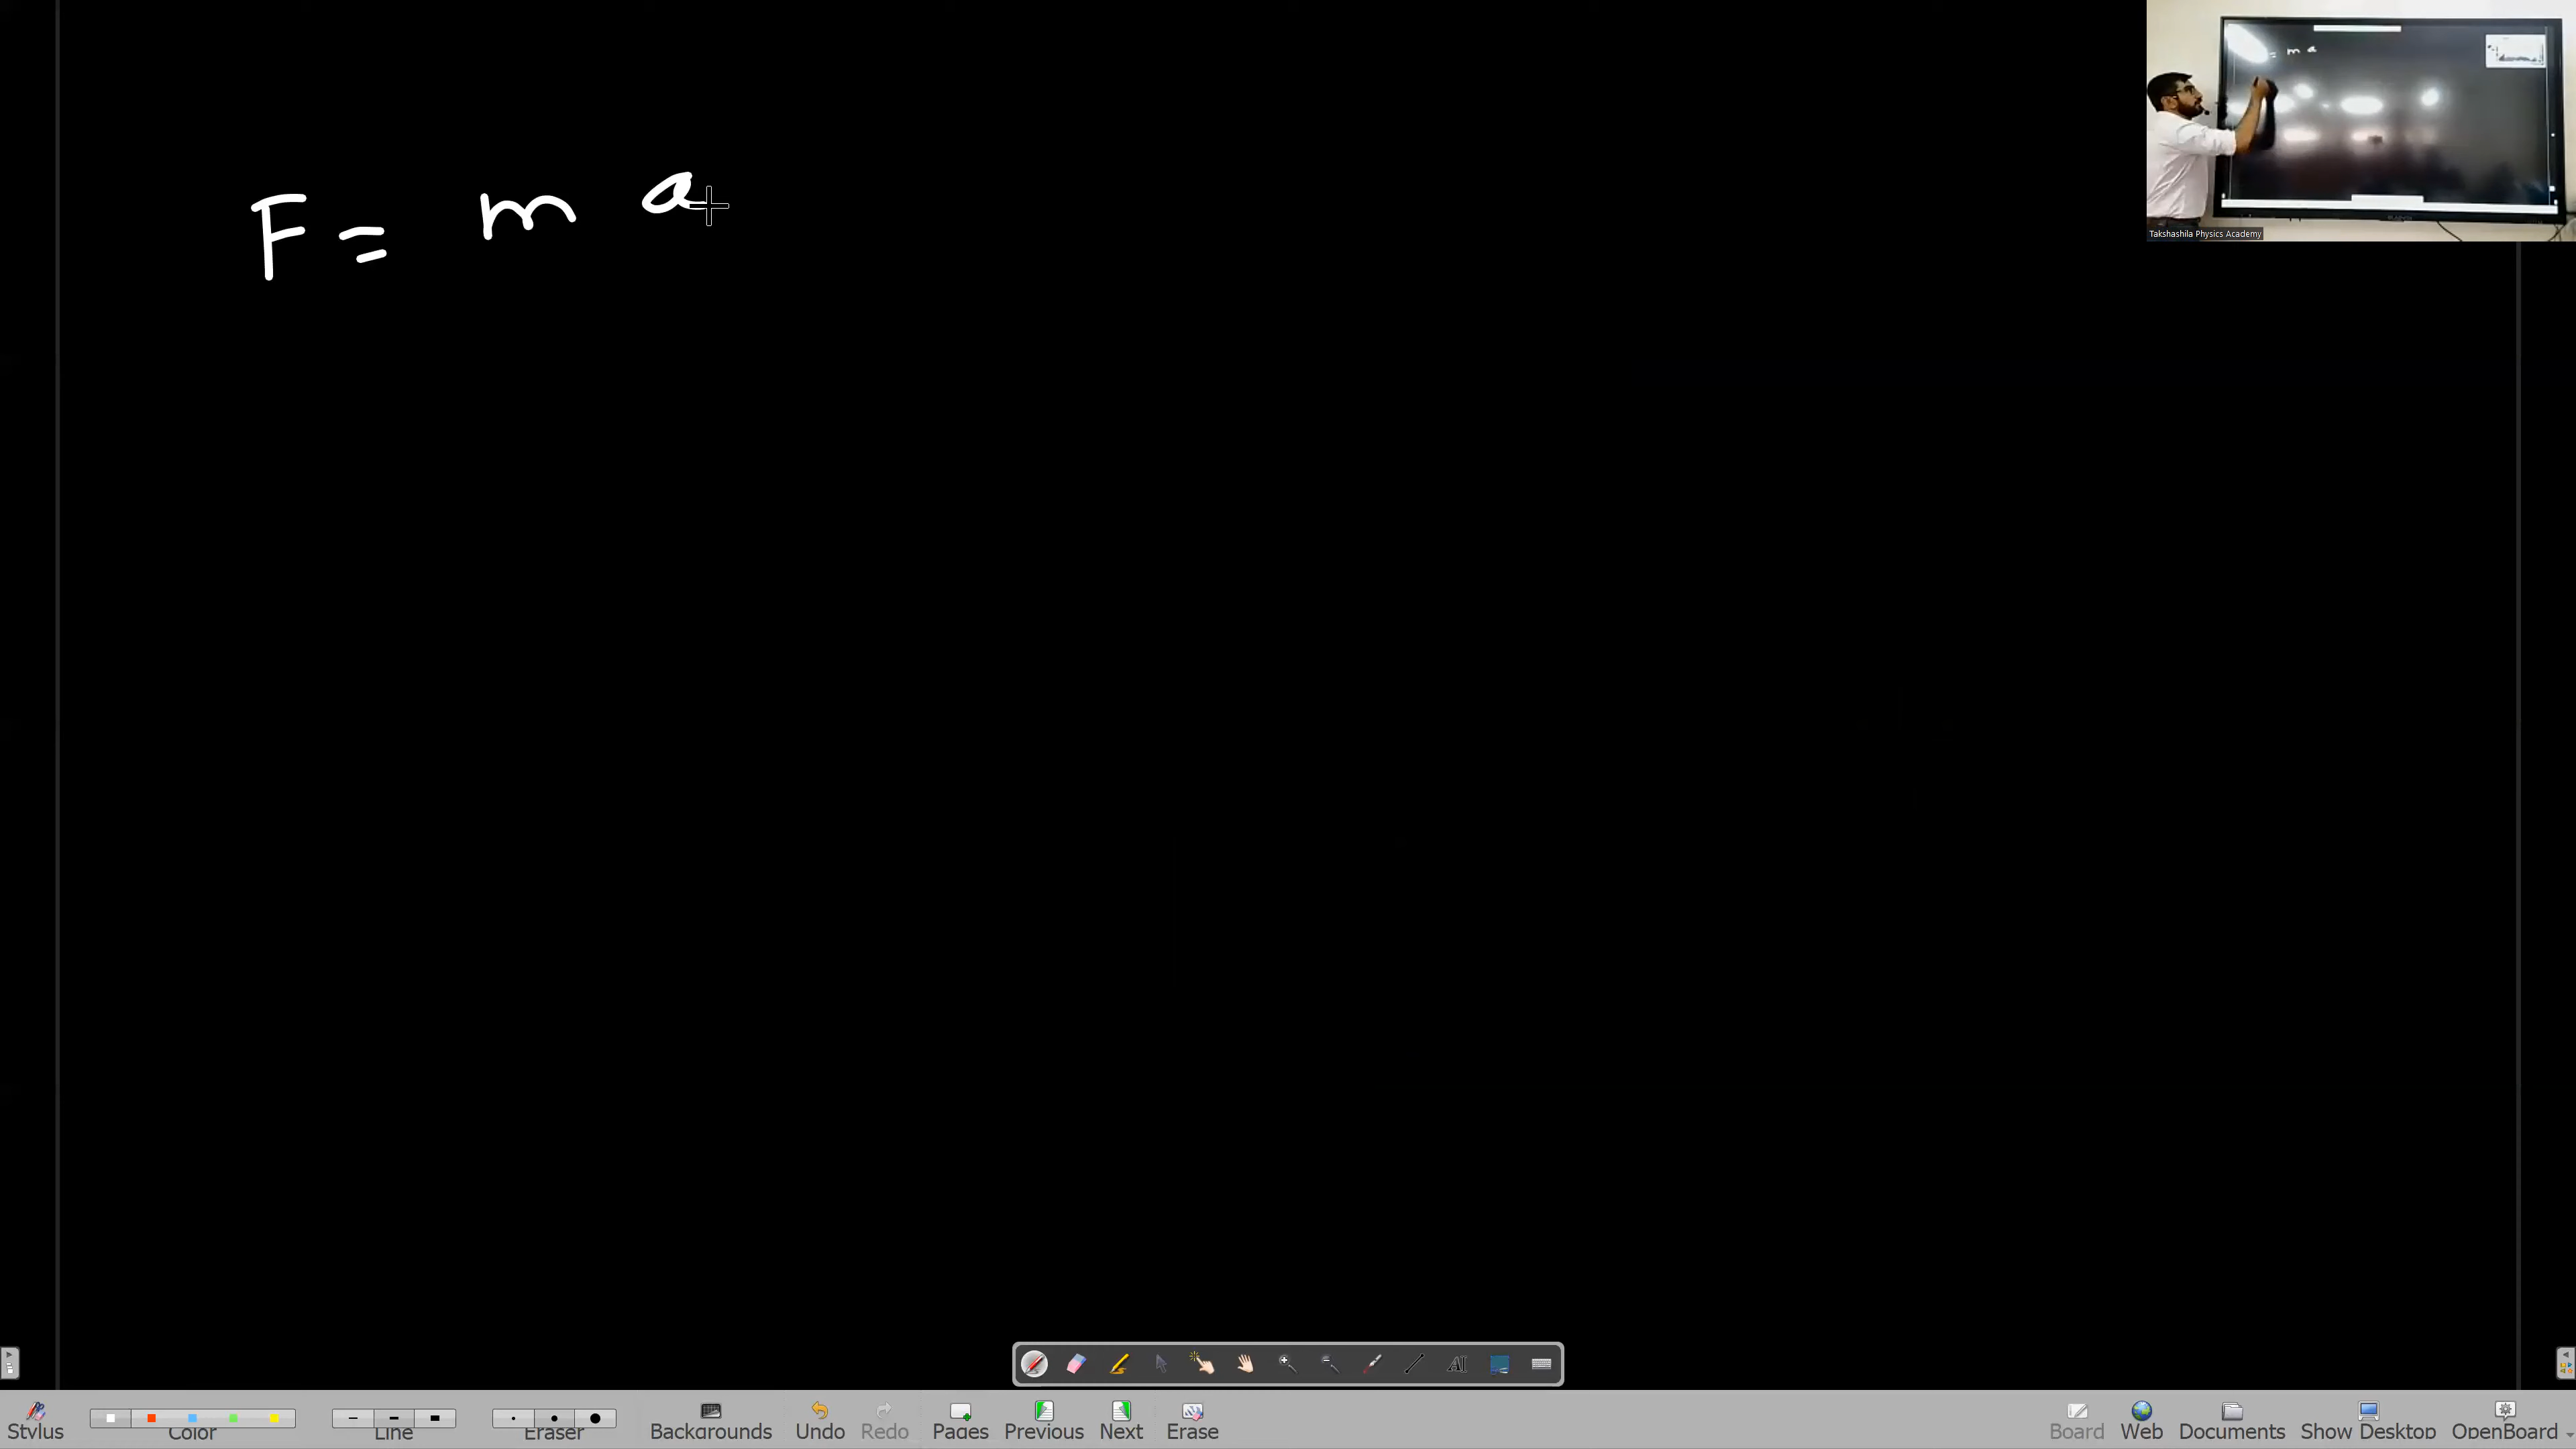 F = m a
Takshashila Physics Academy
Stylus
Color
Line
Eraser
Backgrounds
Undo
Redo
Pages
Previous
Next
Erase
Board
Web
Documents
Show Desktop
OpenBoard